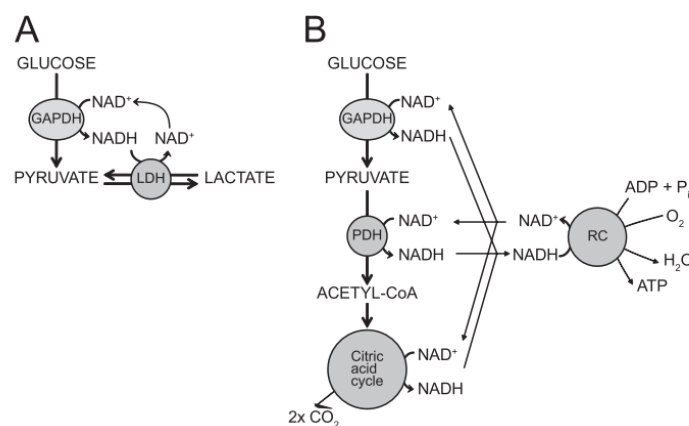 A
GLUCOSE
GAPDH
NAD⁺
NADH
NAD⁺
PYRUVATE
LDH
LACTATE
B
GLUCOSE
GAPDH
NAD⁺
NADH
PYRUVATE
PDH
NAD⁺
NADH
NAD⁺
NADH
RC
ADP + Pᵢ
O₂
H₂O
ATP
ACETYL-CoA
Citric
acid
cycle
NAD⁺
NADH
2x CO₂